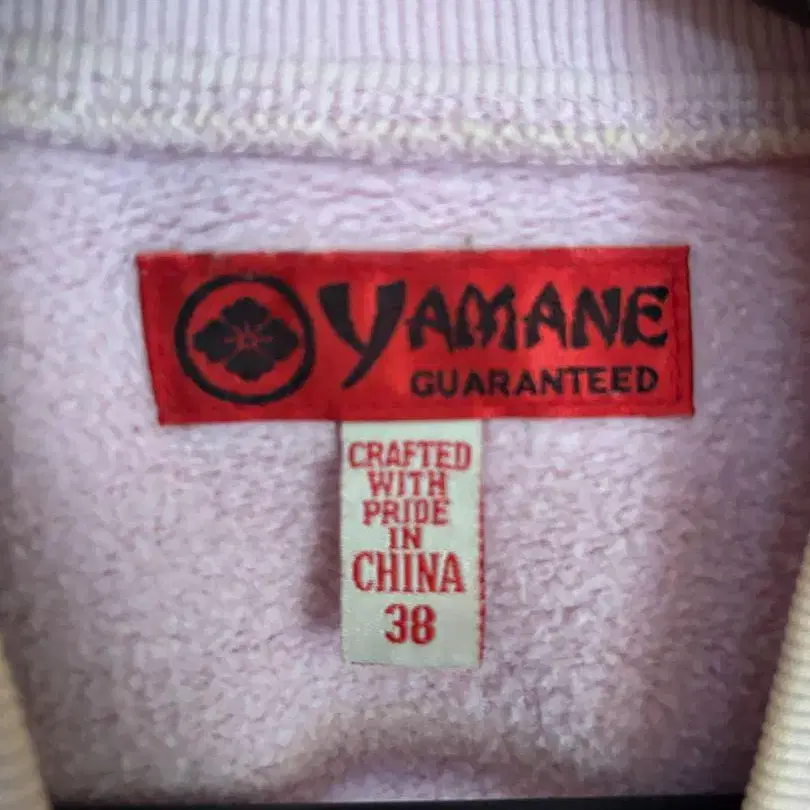 YAMANE
GUARANTEED
CRAFTED
WITH
PRIDE
IN
CHINA
38